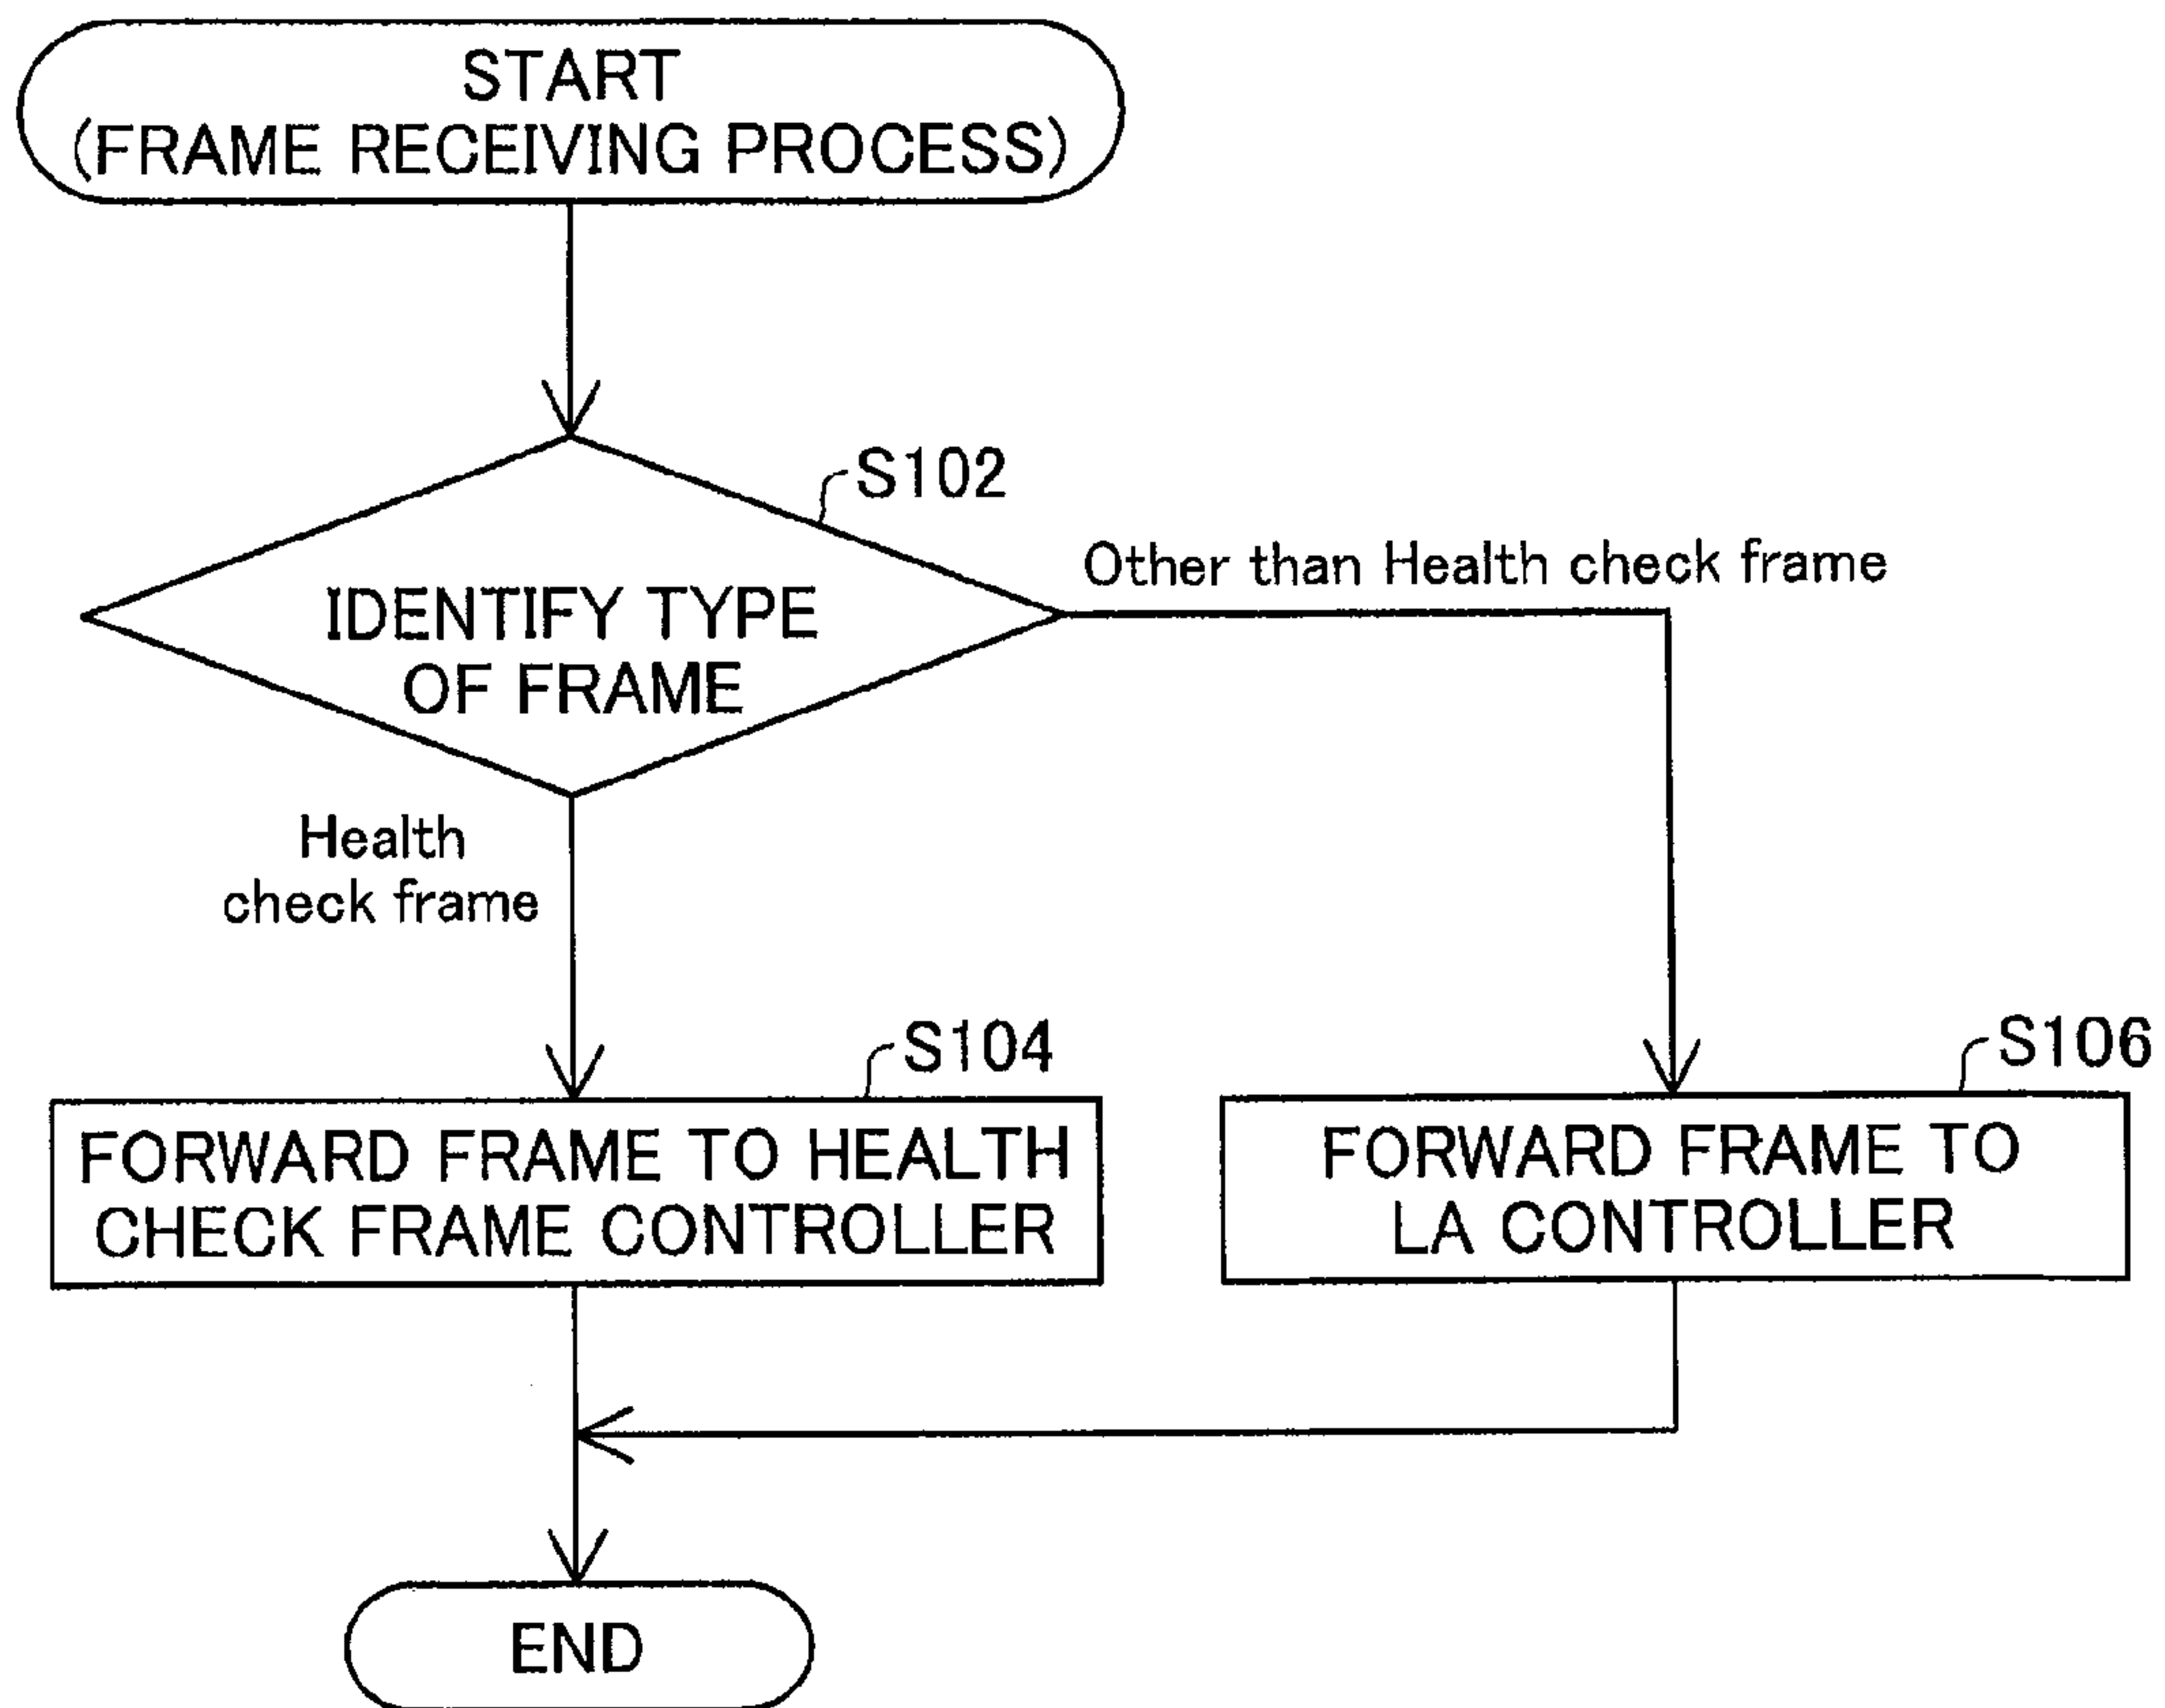 START
(FRAME RECEIVING PROCESS)
S102
Other than Health check frame
IDENTIFY TYPE
OF FRAME
Health
check frame
S104
S106
FORWARD FRAME TO HEALTH
CHECK FRAME CONTROLLER
FORWARD FRAME TO
LA CONTROLLER
END